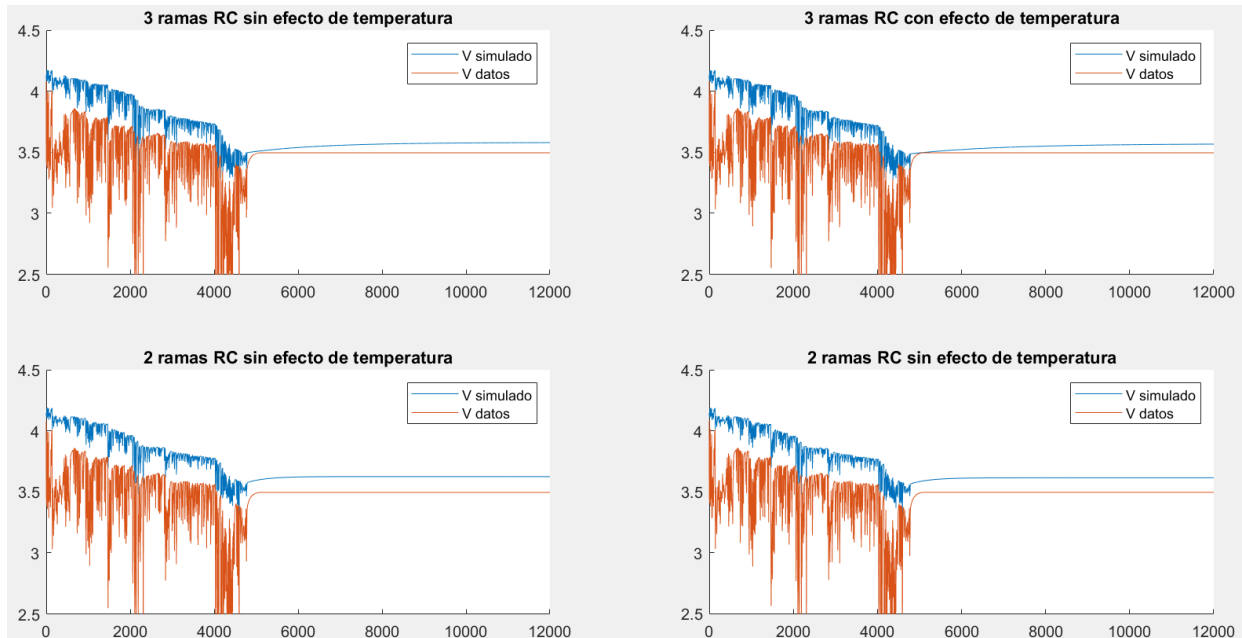 3 ramas RC sin efecto de temperatura
4.5
4
3.5
3
2.5
0 2000 4000 6000 8000 10000 12000
V simulado
V datos
3 ramas RC con efecto de temperatura
4.5
4
3.5
3
2.5
0 2000 4000 6000 8000 10000 12000
V simulado
V datos
2 ramas RC sin efecto de temperatura
4.5
4
3.5
3
2.5
0 2000 4000 6000 8000 10000 12000
V simulado
V datos
2 ramas RC sin efecto de temperatura
4.5
4
3.5
3
2.5
0 2000 4000 6000 8000 10000 12000
V simulado
V datos